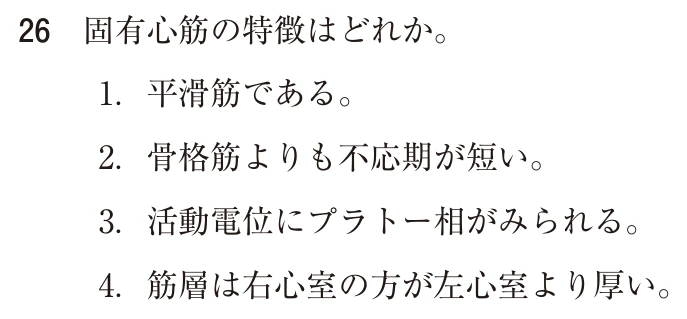 26 固有心筋の特徴はどれか。
1. 平滑筋である。
2. 骨格筋よりも不応期が短い。
3. 活動電位にプラトー相がみられる。
4. 筋層は右心室の方が左心室より厚い。